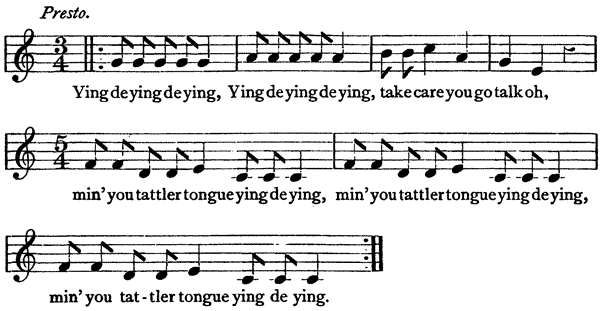 Presto.
3
4
Ying de ying de ying, Ying de ying de ying, take care you go talk oh,
5
4
min' you tattler tongue ying de ying, min' you tattler tongue ying de ying,
min' you tat-tler tongue ying de ying.